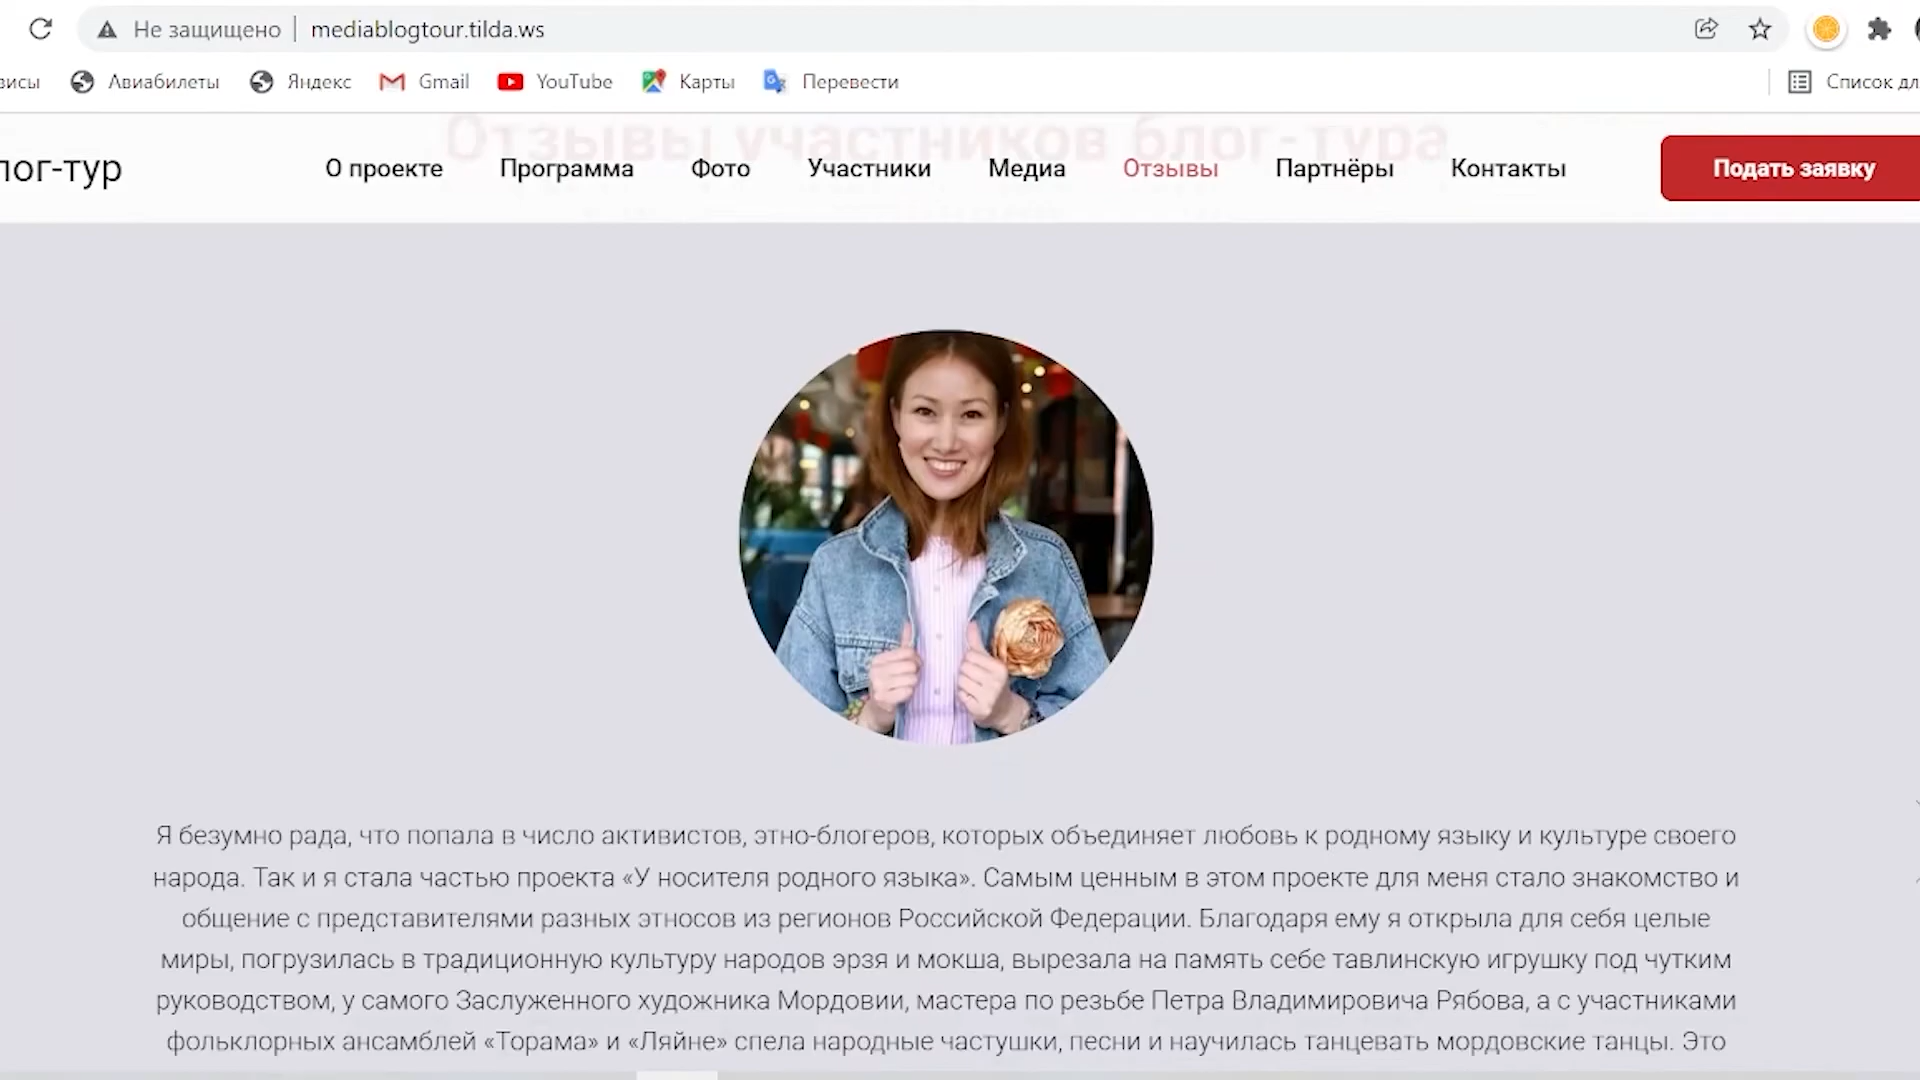 Не защищено | mediablogtour.tilda.ws
Авиабилеты Яндекс Gmail YouTube Карты Перевести Список
Отзывы участников блог-тура
лог-тур О проекте Программа Фото Участники Медиа Отзывы Партнёры Контакты Подать заявку
Я безумно рада, что попала в число активистов, этно-блогеров, которых объединяет любовь к родному языку и культуре своего
народа. Так и я стала частью проекта «У носителя родного языка». Самым ценным в этом проекте для меня стало знакомство и
общение с представителями разных этносов из регионов Российской Федерации. Благодаря ему я открыла для себя целые
миры, погрузилась в традиционную культуру народов эрзя и мокша, вырезала на память себе тавлинскую игрушку под чутким
руководством, у самого Заслуженного художника Мордовии, мастера по резьбе Петра Владимировича Рябова, а с участниками
фольклорных ансамблей «Торама» и «Ляйне» спела народные частушки, песни и научилась танцевать мордовские танцы. Это